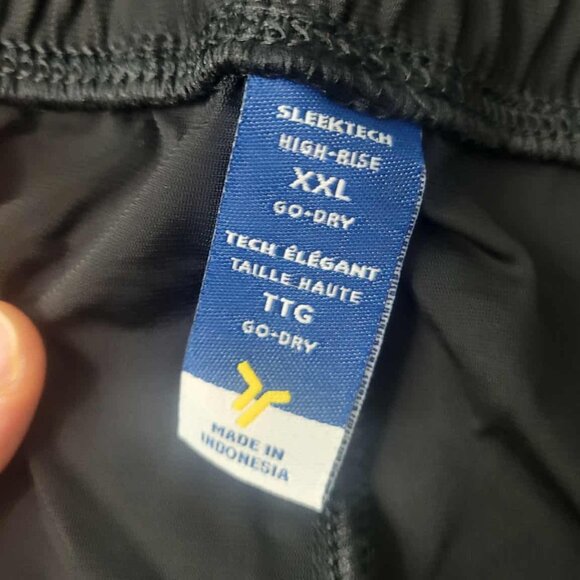 SLEEKTECH
HIGH-RISE
XXL
GO-DRY
TECH ÉLÉGANT
TAILLE HAUTE
TTG
GO-DRY
MADE IN
INDONESIA